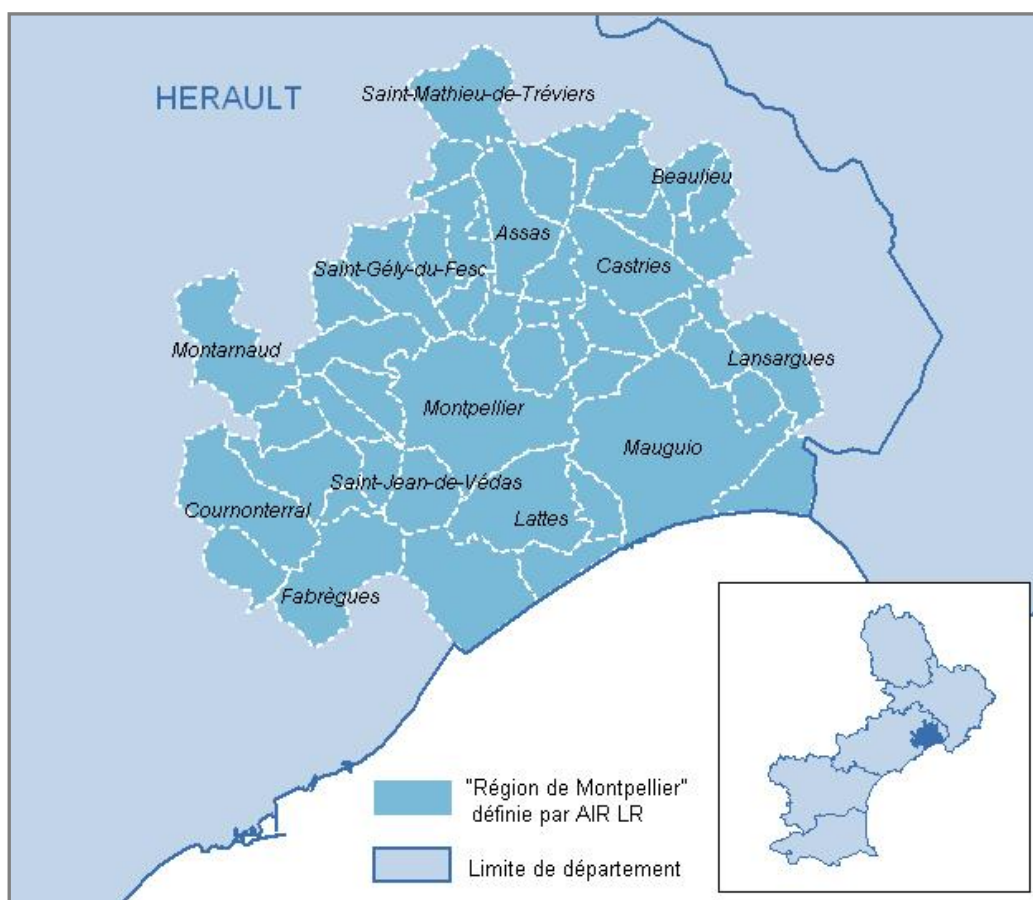 HERAULT
Saint-Mathieu-de-Tréviers
Beaulieu
Assas
Saint-Gély-du-Fesc
Castries
Montarnaud
Lansargues
Montpellier
Mauguio
Saint-Jean-de-Védas
Cournonterral
Lattes
Fabrègues
"Région de Montpellier"
définie par AIR LR
Limite de département